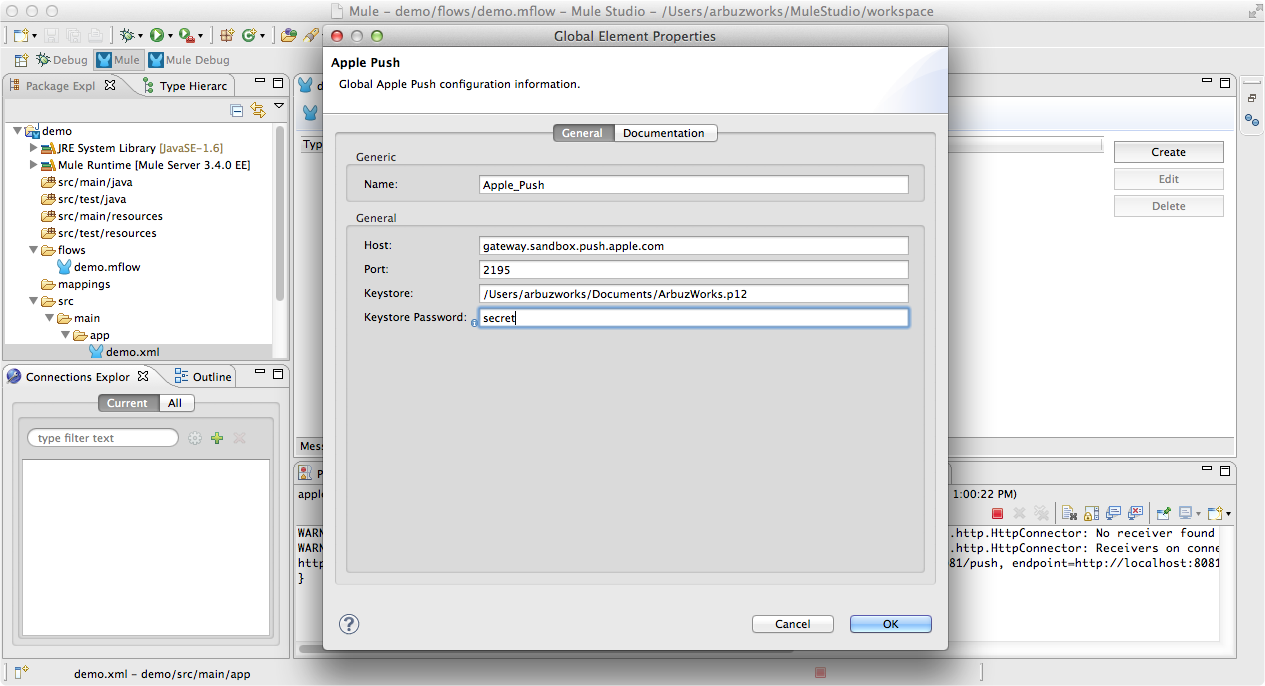 Mule – demo/flows/demo.mflow – Mule Studio – /Users/arbuzworks/MuleStudio/workspace
Debug
Mule
Mule Debug
Package Expl
Type Hierarc
demo
JRE System Library [JavaSE-1.6]
Mule Runtime [Mule Server 3.4.0 EE]
src/main/java
src/test/java
src/main/resources
src/test/resources
flows
demo.mflow
mappings
src
main
app
demo.xml
Connections Explor
Outline
Current
All
type filter text
demo.xml – demo/src/main/app
Global Element Properties
Apple Push
Global Apple Push configuration information.
General
Documentation
Generic
Name:
Apple_Push
General
Host:
gateway.sandbox.push.apple.com
Port:
2195
Keystore:
/Users/arbuzworks/Documents/ArbuzWorks.p12
Keystore Password:
secret
Cancel
OK
d
Typ
Create
Edit
Delete
Mess
P
apple
1:00:22 PM)
WARN
.http.HttpConnector: No receiver found
WARN
.http.HttpConnector: Receivers on conne
http
81/push, endpoint=http://localhost:8081
}